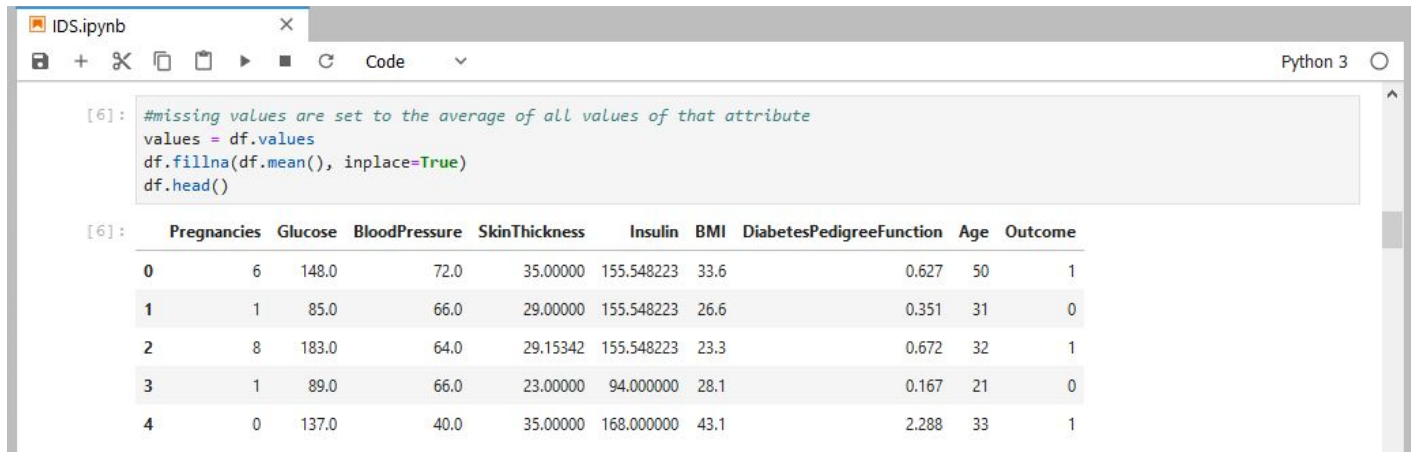 IDS.ipynb
Code
Python 3
[6]: #missing values are set to the average of all values of that attribute
values = df.values
df.fillna(df.mean(), inplace=True)
df.head()
[6]: Pregnancies Glucose BloodPressure SkinThickness Insulin BMI DiabetesPedigreeFunction Age Outcome
0 6 148.0 72.0 35.00000 155.548223 33.6 0.627 50 1
1 1 85.0 66.0 29.00000 155.548223 26.6 0.351 31 0
2 8 183.0 64.0 29.15342 155.548223 23.3 0.672 32 1
3 1 89.0 66.0 23.00000 94.000000 28.1 0.167 21 0
4 0 137.0 40.0 35.00000 168.000000 43.1 2.288 33 1